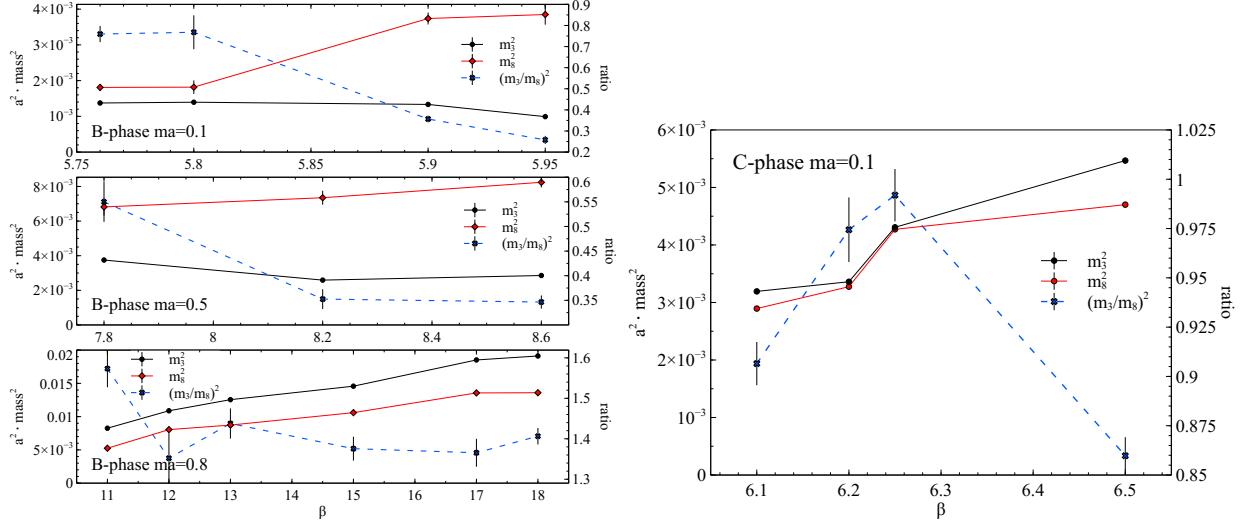 4×10⁻³
3×10⁻³
2×10⁻³
10⁻³
0
a² · mass²
0.9
0.8
0.7
0.6
0.5
0.4
0.3
0.2
ratio
m₃²
m₈²
(m₃/m₈)²
B-phase ma=0.1
5.75 5.8 5.85 5.9 5.95
8×10⁻³
6×10⁻³
4×10⁻³
2×10⁻³
0
a² · mass²
0.6
0.55
0.5
0.45
0.4
0.35
ratio
m₃²
m₈²
(m₃/m₈)²
B-phase ma=0.5
7.8 8 8.2 8.4 8.6
0.02
0.015
0.01
5×10⁻³
0
a² · mass²
1.6
1.5
1.4
1.3
ratio
m₃²
m₈²
(m₃/m₈)²
B-phase ma=0.8
11 12 13 14 15 16 17 18
β
6×10⁻³
5×10⁻³
4×10⁻³
3×10⁻³
2×10⁻³
1×10⁻³
0
a² · mass²
1.025
1
0.975
0.95
0.925
0.9
0.875
0.85
ratio
C-phase ma=0.1
m₃²
m₈²
(m₃/m₈)²
6.1 6.2 6.3 6.4 6.5
β